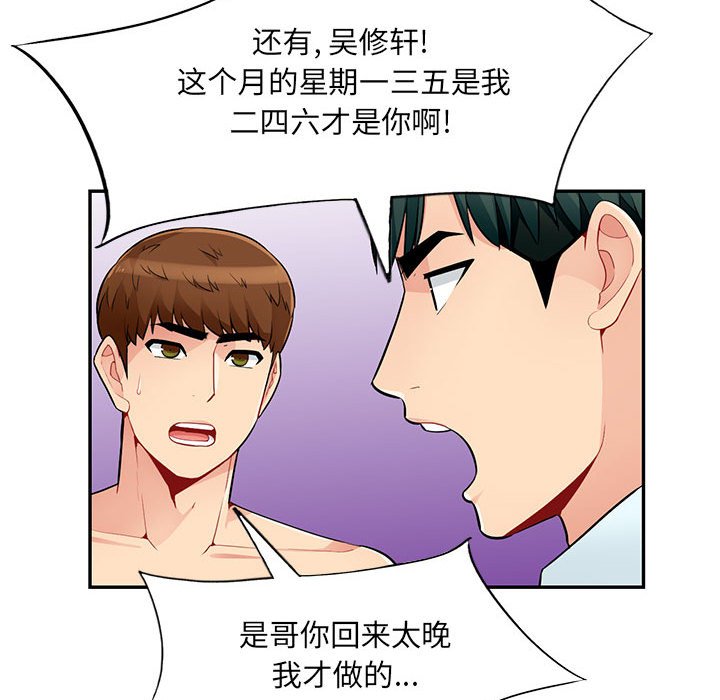 还有, 吴修轩!
这个月的星期一三五是我
二四六才是你啊!
是哥你回来太晚
我才做的...